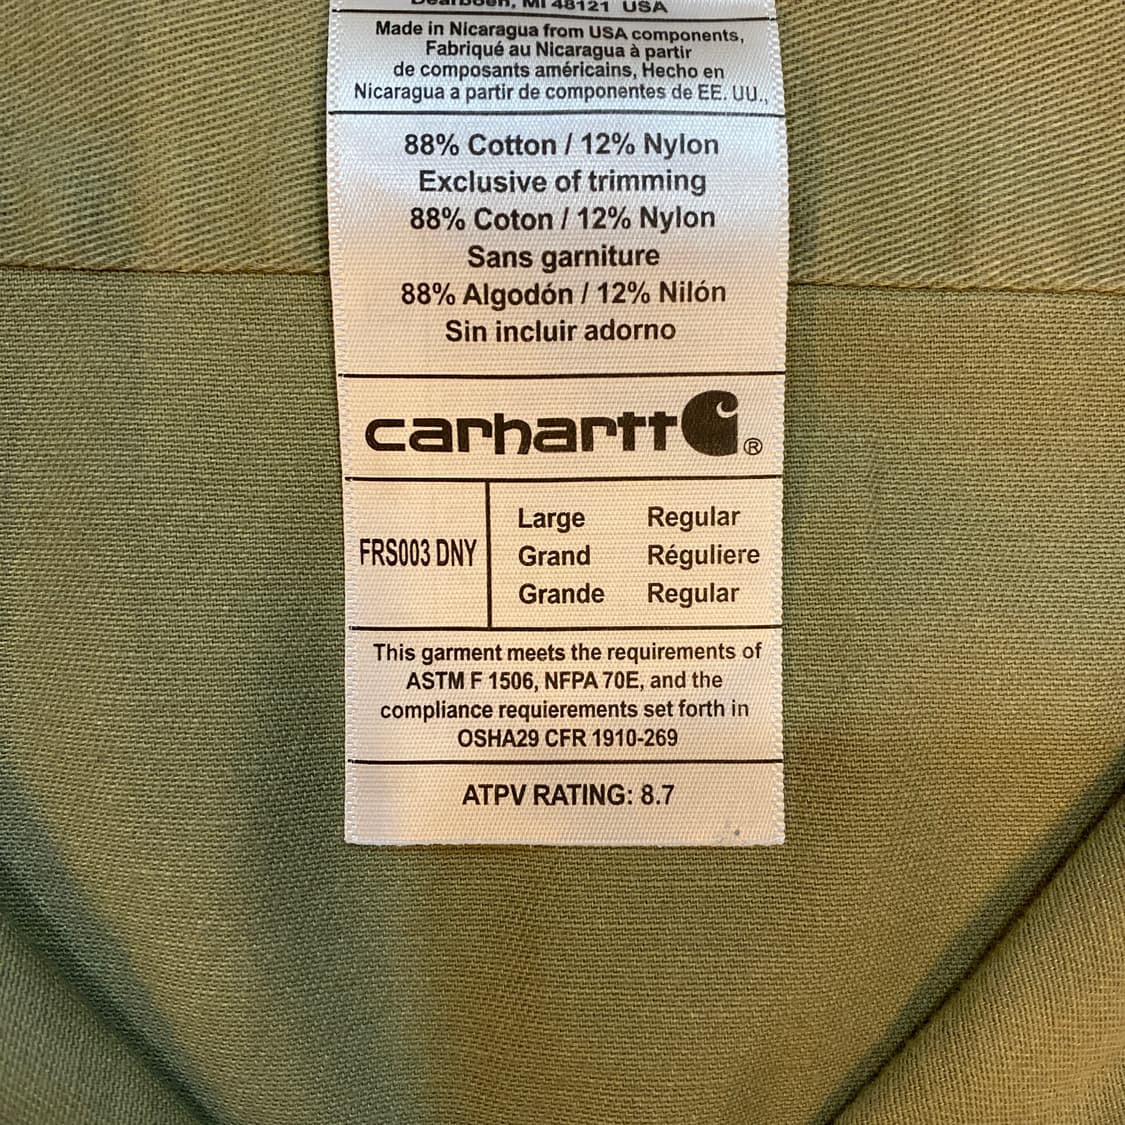 Dearborn, MI 48121 USA
Made in Nicaragua from USA components,
Fabriqué au Nicaragua à partir
de composants américains, Hecho en
Nicaragua a partir de componentes de EE. UU.,
88% Cotton / 12% Nylon
Exclusive of trimming
88% Coton / 12% Nylon
Sans garniture
88% Algodón / 12% Nilón
Sin incluir adorno
carhartt®
FRS003 DNY
Large Regular
Grand Réguliere
Grande Regular
This garment meets the requirements of
ASTM F 1506, NFPA 70E, and the
compliance requierements set forth in
OSHA29 CFR 1910-269
ATPV RATING: 8.7